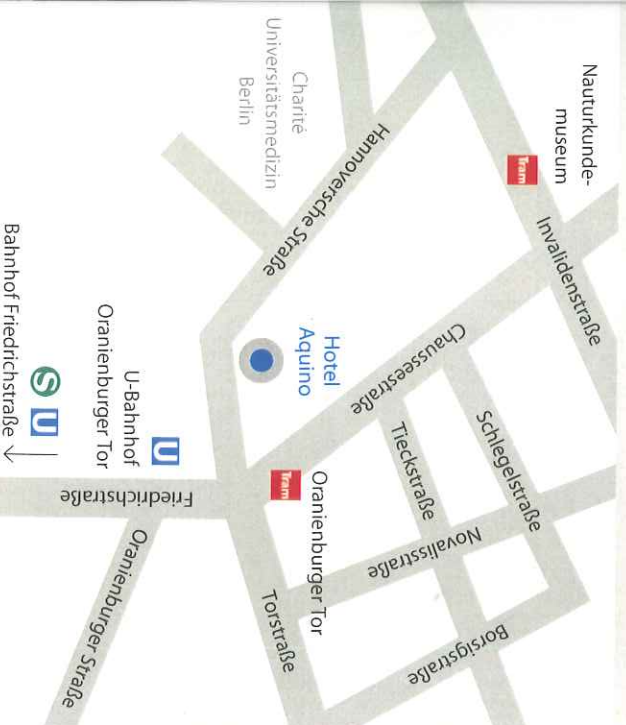 Nauturkunde-
museum
Tram
Invalidenstraße
Charité
Universitätsmedizin
Berlin
Hannoversche Straße
Hotel
Aquino
Chausseestraße
Schlegelstraße
Tieckstraße
Novalisstraße
Borsigstraße
Oranienburger Tor
Tram
Torstraße
U
U-Bahnhof
Oranienburger Tor
Friedrichstraße
Oranienburger Straße
S U
Bahnhof Friedrichstraße ↓